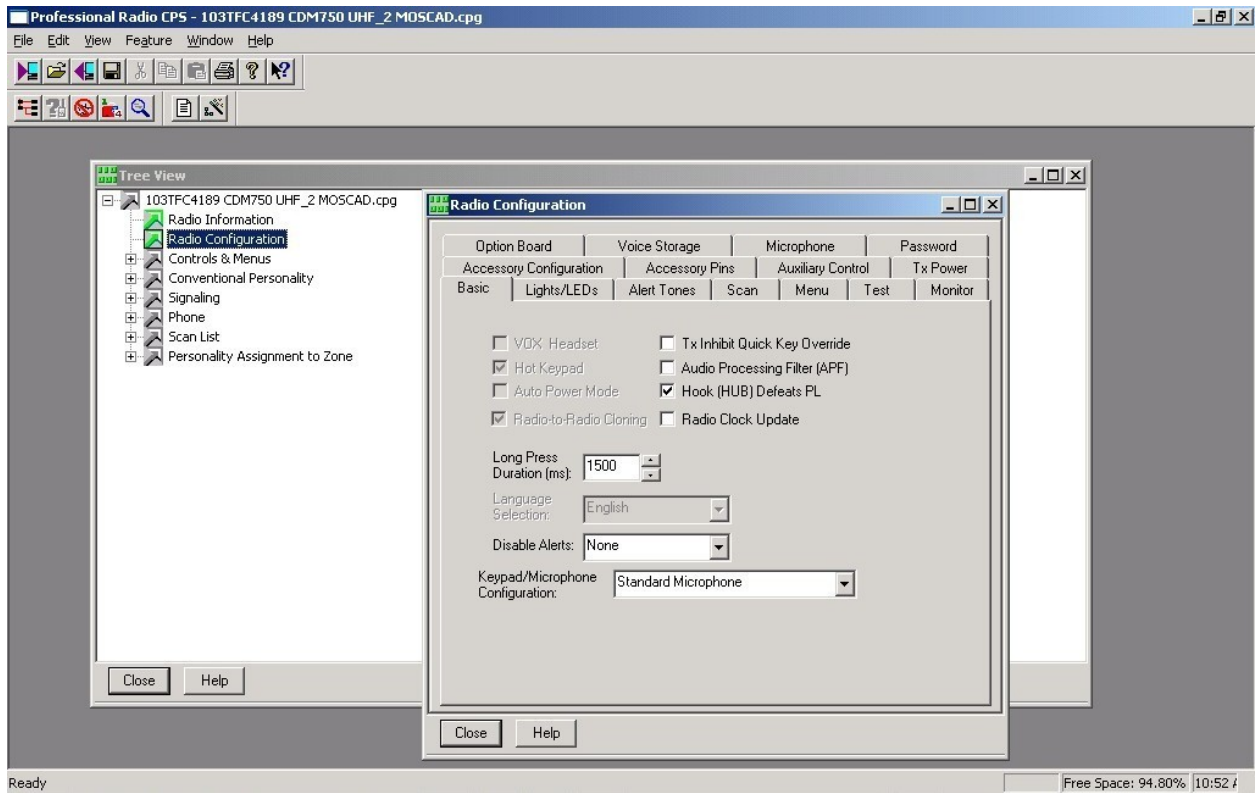 Professional Radio CPS - 103TFC4189 CDM750 UHF_2 MOSCAD.cpg
File Edit View Feature Window Help
Tree View
103TFC4189 CDM750 UHF_2 MOSCAD.cpg
Radio Information
Radio Configuration
Controls & Menus
Conventional Personality
Signaling
Phone
Scan List
Personality Assignment to Zone
Close Help
Radio Configuration
Option Board Voice Storage Microphone Password
Accessory Configuration Accessory Pins Auxiliary Control Tx Power
Basic Lights/LEDs Alert Tones Scan Menu Test Monitor
VOX Headset Tx Inhibit Quick Key Override
Hot Keypad Audio Processing Filter (APF)
Auto Power Mode Hook (HUB) Defeats PL
Radio-to-Radio Cloning Radio Clock Update
Long Press
Duration (ms): 1500
Language
Selection: English
Disable Alerts: None
Keypad/Microphone
Configuration: Standard Microphone
Close Help
Ready Free Space: 94.80% 10:52